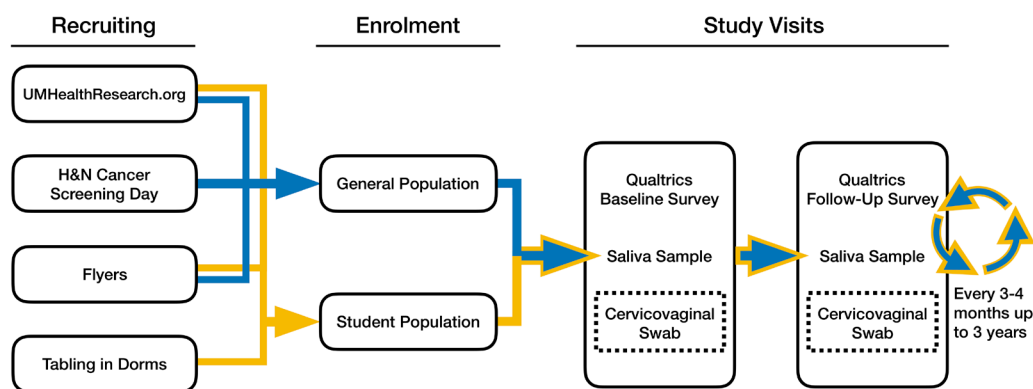 Recruiting
Enrolment
Study Visits
UMHealthResearch.org
H&N Cancer
Screening Day
Flyers
Tabling in Dorms
General Population
Student Population
Qualtrics
Baseline Survey
Saliva Sample
Cervicovaginal
Swab
Qualtrics
Follow-Up Survey
Saliva Sample
Cervicovaginal
Swab
Every 3-4
months up
to 3 years